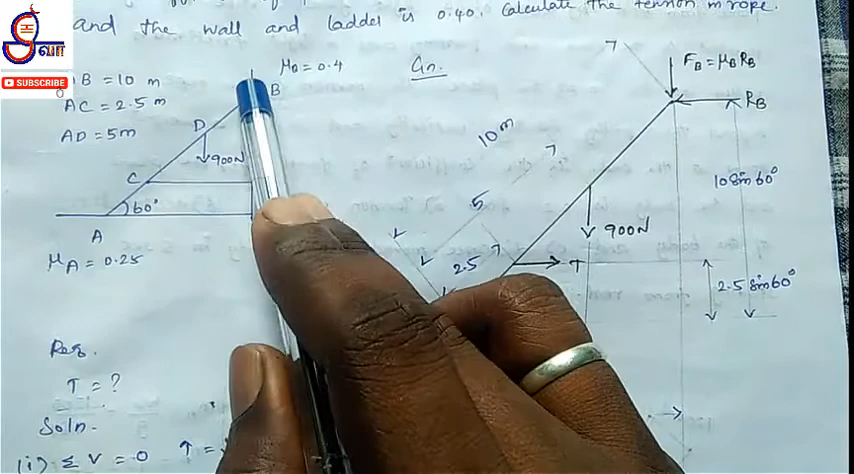 and the wall and ladder is 0.40. Calculate the tension in rope.
சிவா
SUBSCRIBE
B = 10 m
AC = 2.5 m
AD = 5m
μB = 0.4
Gn.
B
D
900N
C
60°
A
μA = 0.25
Req.
T = ?
Soln.
(i) Σ V = 0 ↑ =
FB = μB RB
RB
10 m
10 sin 60°
5
900N
2.5
T
2.5 sin 60°